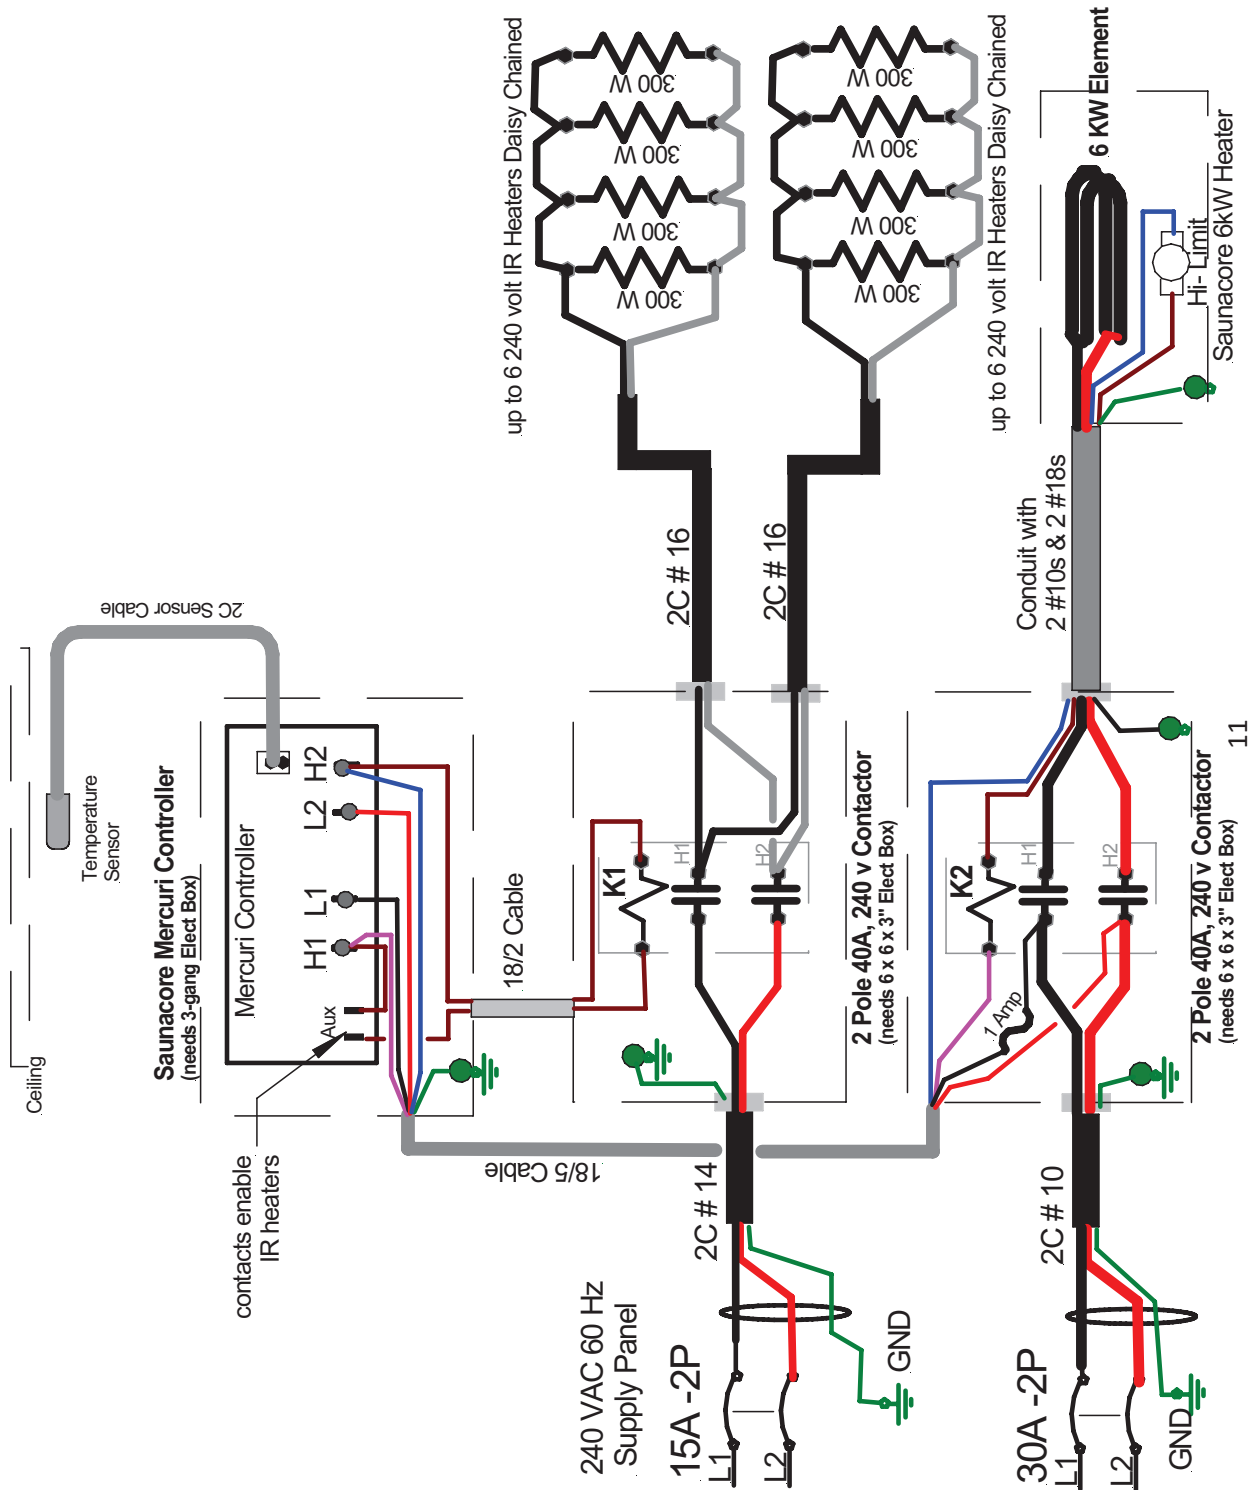 Ceiling
Temperature
Sensor
2C Sensor Cable
Saunacore Mercuri Controller
(needs 3-gang Elect Box)
Mercuri Controller
Aux
H1
L1
L2
H2
contacts enable
IR heaters
18/2 Cable
18/5 Cable
up to 6 240 volt IR Heaters Daisy Chained
300 W
300 W
300 W
300 W
up to 6 240 volt IR Heaters Daisy Chained
300 W
300 W
300 W
300 W
2C # 16
2C # 16
K1
H1
H2
2 Pole 40A, 240 v Contactor
(needs 6 x 6 x 3" Elect Box)
2C # 14
240 VAC 60 Hz
Supply Panel
15A -2P
L1
L2
GND
6 KW Element
Hi- Limit
Saunacore 6kW Heater
Conduit with
2 #10s & 2 #18s
K2
H1
H2
1 Amp
2 Pole 40A, 240 v Contactor
(needs 6 x 6 x 3" Elect Box)
2C # 10
30A -2P
L1
L2
GND
11